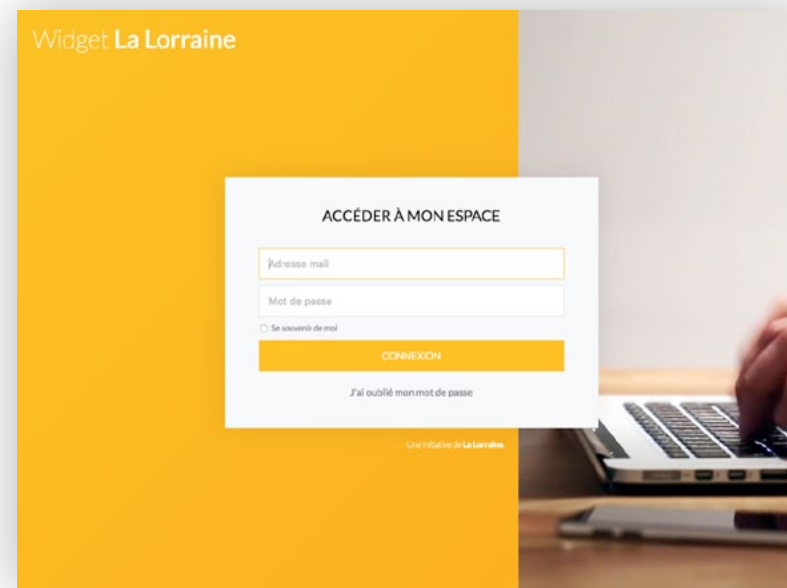 Widget La Lorraine
ACCÉDER À MON ESPACE
Adresse mail
Mot de passe
Se souvenir de moi
CONNEXION
J'ai oublié mon mot de passe
Une initiative de La Lorraine.